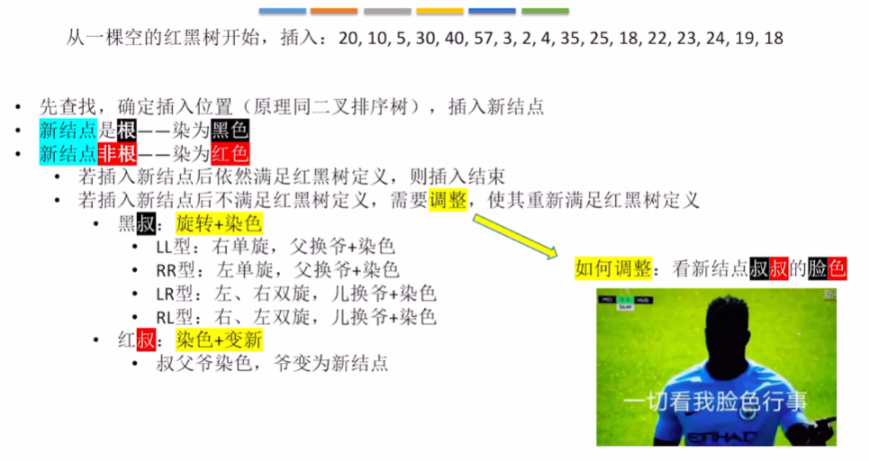 从一棵空的红黑树开始，插入：20, 10, 5, 30, 40, 57, 3, 2, 4, 35, 25, 18, 22, 23, 24, 19, 18
• 先查找，确定插入位置（原理同二叉排序树），插入新结点
• 新结点是根——染为黑色
• 新结点非根——染为红色
• 若插入新结点后依然满足红黑树定义，则插入结束
• 若插入新结点后不满足红黑树定义，需要调整，使其重新满足红黑树定义
• 黑叔：旋转+染色
• LL型：右单旋，父换爷+染色
• RR型：左单旋，父换爷+染色
• LR型：左、右双旋，儿换爷+染色
• RL型：右、左双旋，儿换爷+染色
• 红叔：染色+变新
• 叔父爷染色，爷变为新结点
如何调整：看新结点叔叔的脸色
一切看我脸色行事
ETIHAD